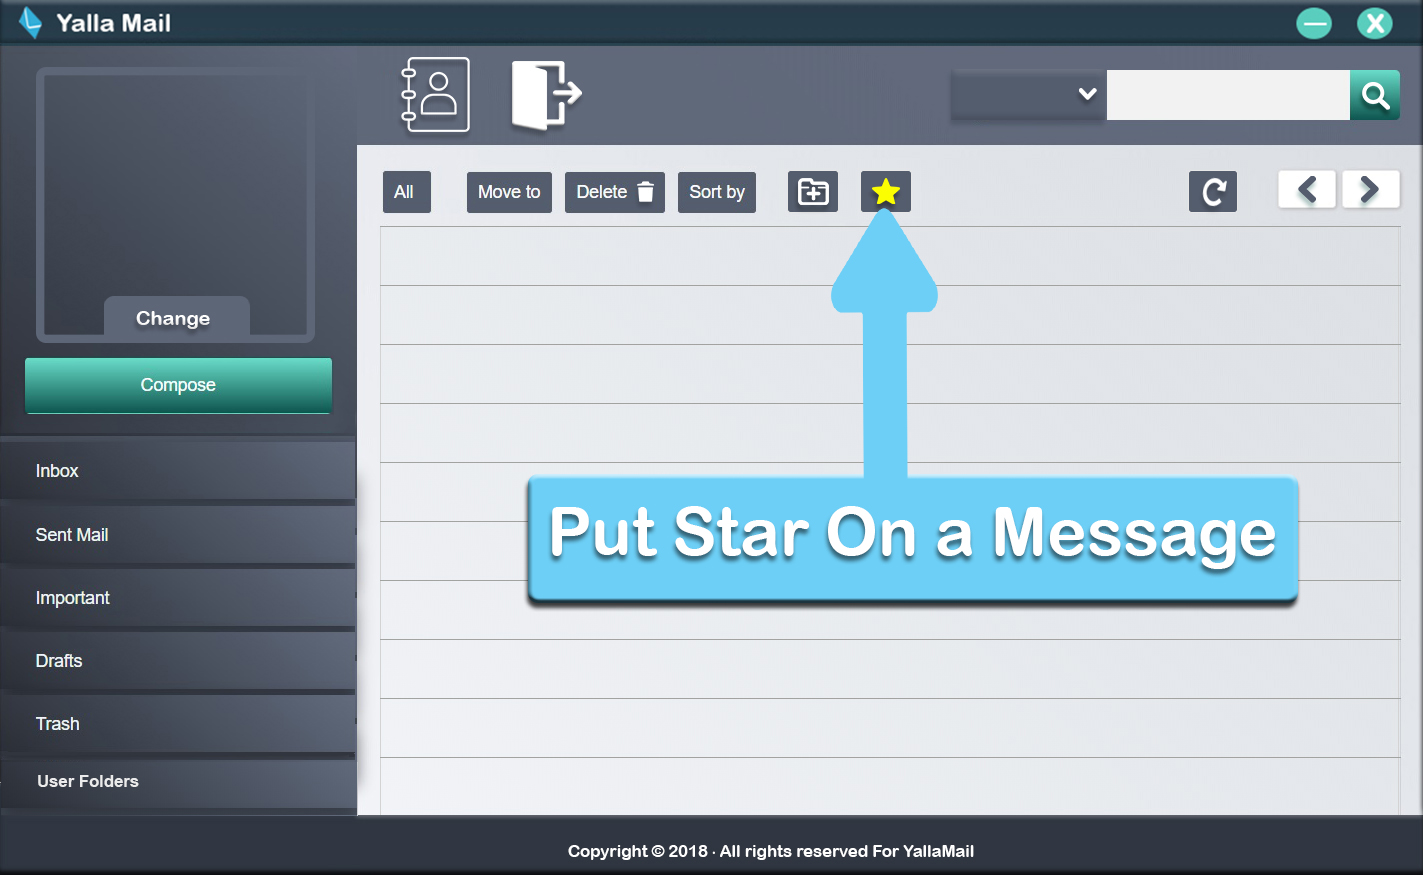 Yalla Mail
All
Move to
Delete
Sort by
Change
Compose
Inbox
Sent Mail
Important
Drafts
Trash
User Folders
Put Star On a Message
Copyright © 2018 · All rights reserved For YallaMail